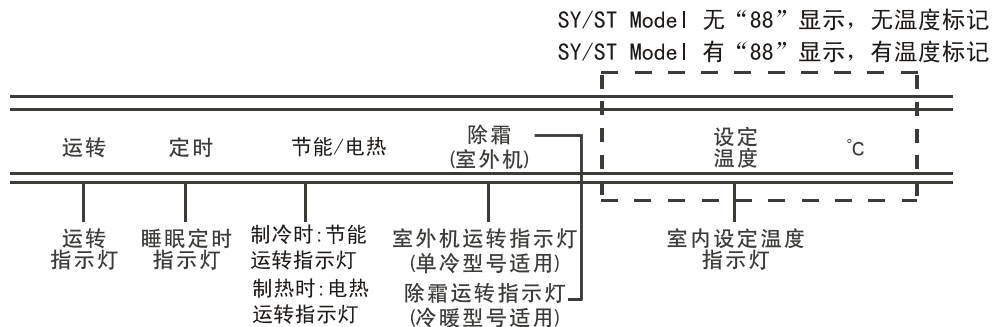 SY/ST Model 无“88”显示，无温度标记
SY/ST Model 有“88”显示，有温度标记
运转
定时
节能/电热
除霜
(室外机)
设定
温度
℃
运转
指示灯
睡眠定时
指示灯
制冷时:节能
运转指示灯
制热时:电热
运转指示灯
室外机运转指示灯
(单冷型号适用)
除霜运转指示灯
(冷暖型号适用)
室内设定温度
指示灯